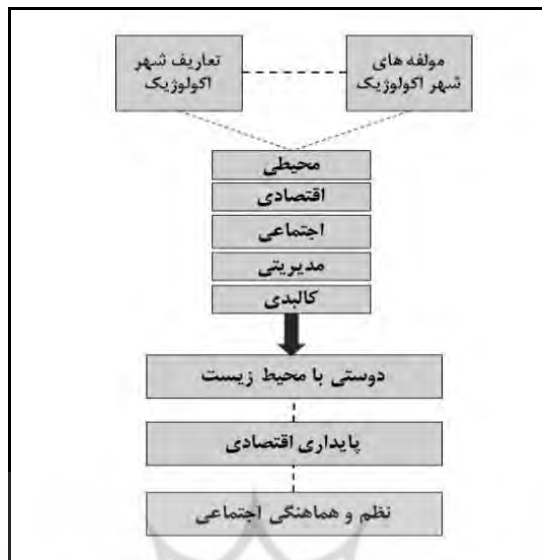 مولفه های
شهر اکولوژیک
تعاریف شهر
اکولوژیک
محیطی
اقتصادی
اجتماعی
مدیریتی
کالبدی
دوستی با محیط زیست
پایداری اقتصادی
نظم و هماهنگی اجتماعی